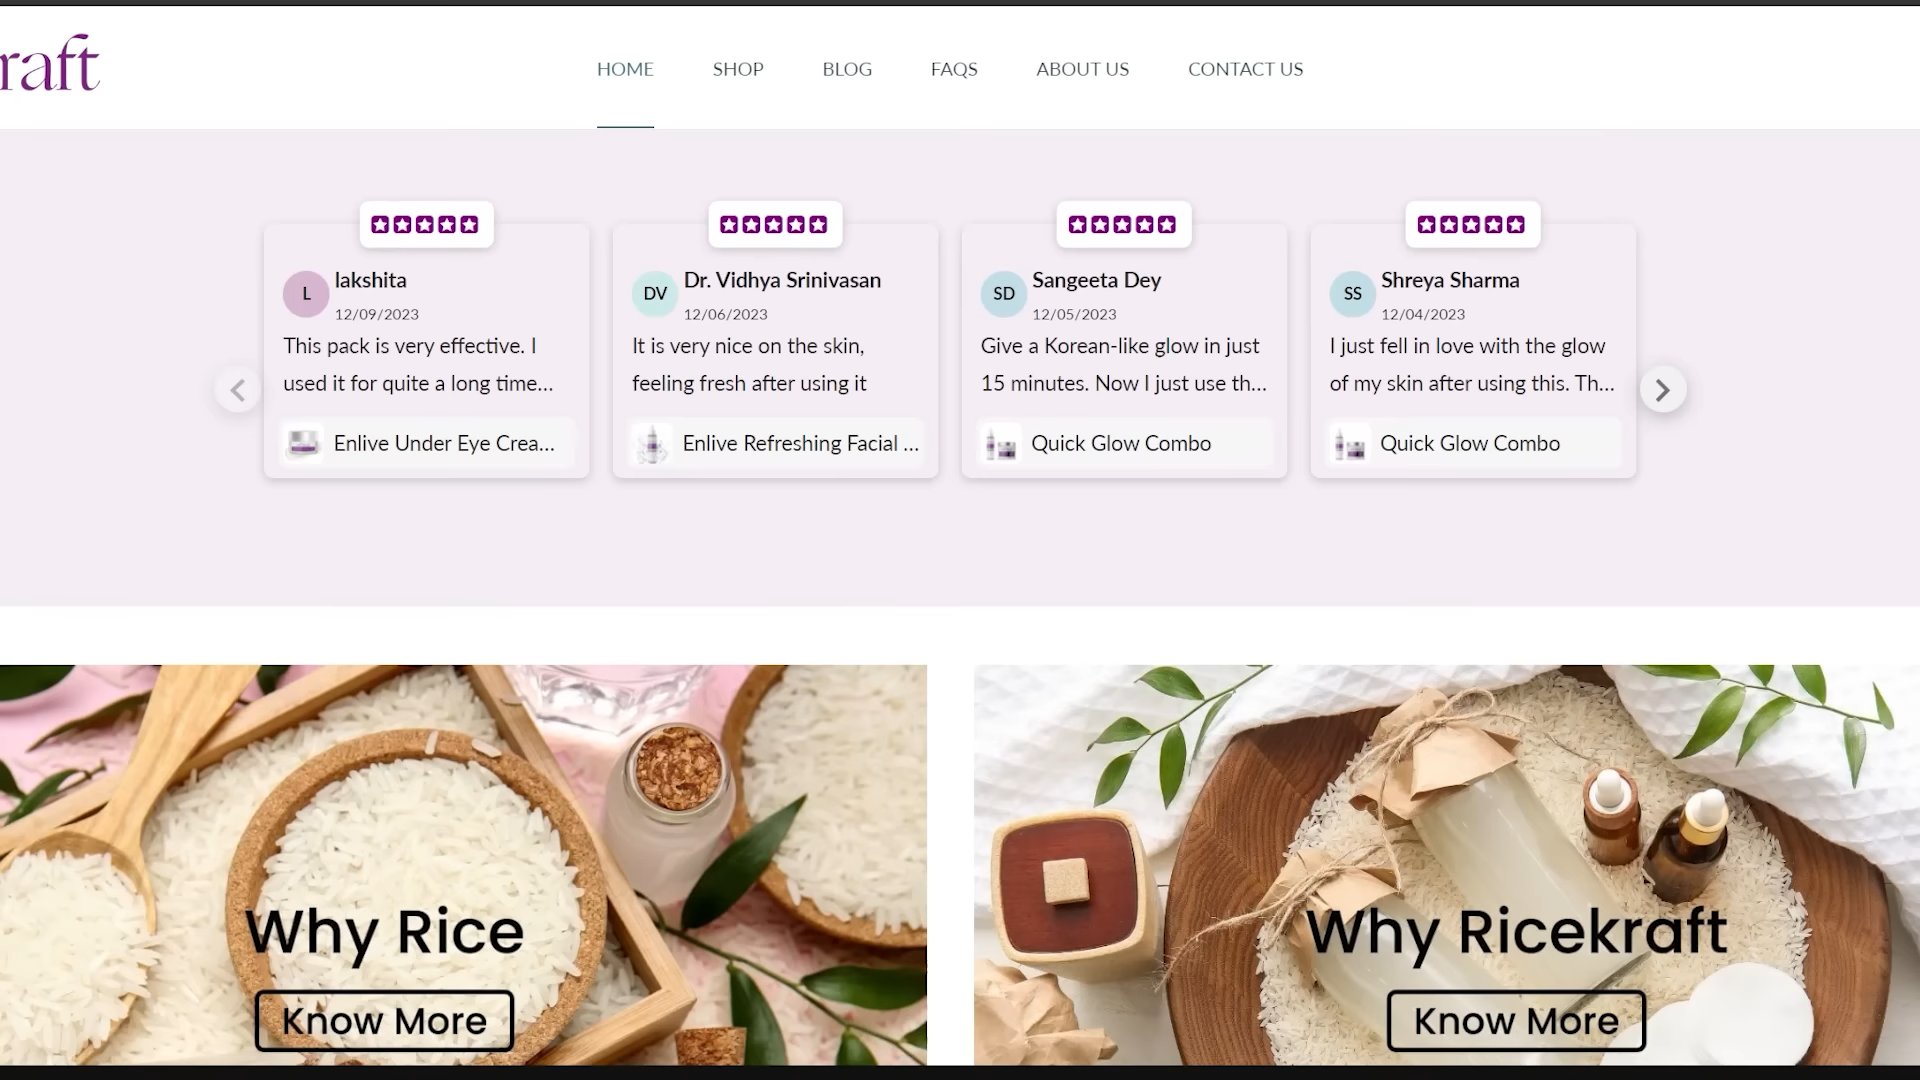 raft
HOME SHOP BLOG FAQS ABOUT US CONTACT US
L lakshita
12/09/2023
This pack is very effective. I
used it for quite a long time...
Enlive Under Eye Crea...
DV Dr. Vidhya Srinivasan
12/06/2023
It is very nice on the skin,
feeling fresh after using it
Enlive Refreshing Facial ...
SD Sangeeta Dey
12/05/2023
Give a Korean-like glow in just
15 minutes. Now I just use th...
Quick Glow Combo
SS Shreya Sharma
12/04/2023
I just fell in love with the glow
of my skin after using this. Th...
Quick Glow Combo
Why Rice
Know More
Why Ricekraft
Know More